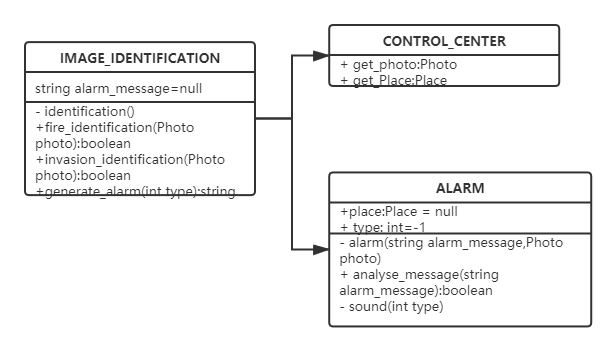 IMAGE_IDENTIFICATION
string alarm_message=null
- identification()
+fire_identification(Photo
photo):boolean
+invasion_identification(Photo
photo):boolean
+generate_alarm(int type):string
CONTROL_CENTER
+ get_photo:Photo
+ get_Place:Place
ALARM
+place:Place = null
+ type: int=-1
- alarm(string alarm_message,Photo
photo)
+ analyse_message(string
alarm_message):boolean
- sound(int type)